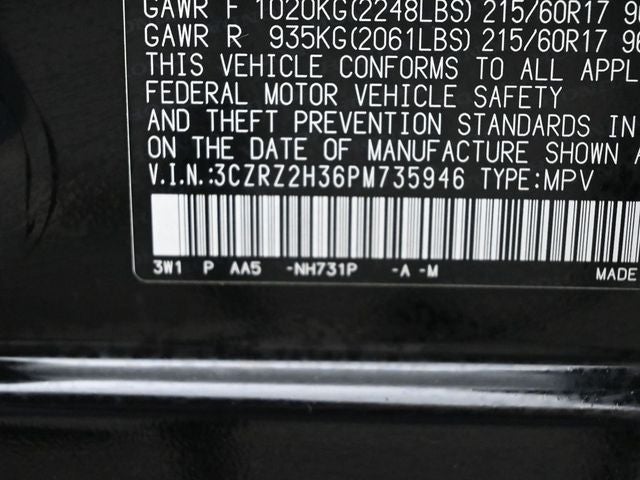 GAWR F 1020KG(2248LBS) 215/60R17
GAWR R 935KG(2061LBS) 215/60R17
THIS VEHICLE CONFORMS TO ALL
FEDERAL MOTOR VEHICLE SAFETY
AND THEFT PREVENTION STANDARDS IN
ON THE DATE OF MANUFACTURE SHOWN
V.I.N.:3CZRZ2H36PM735946 TYPE:MPV
3W1 P AA5 -NH731P -A -M
MADE